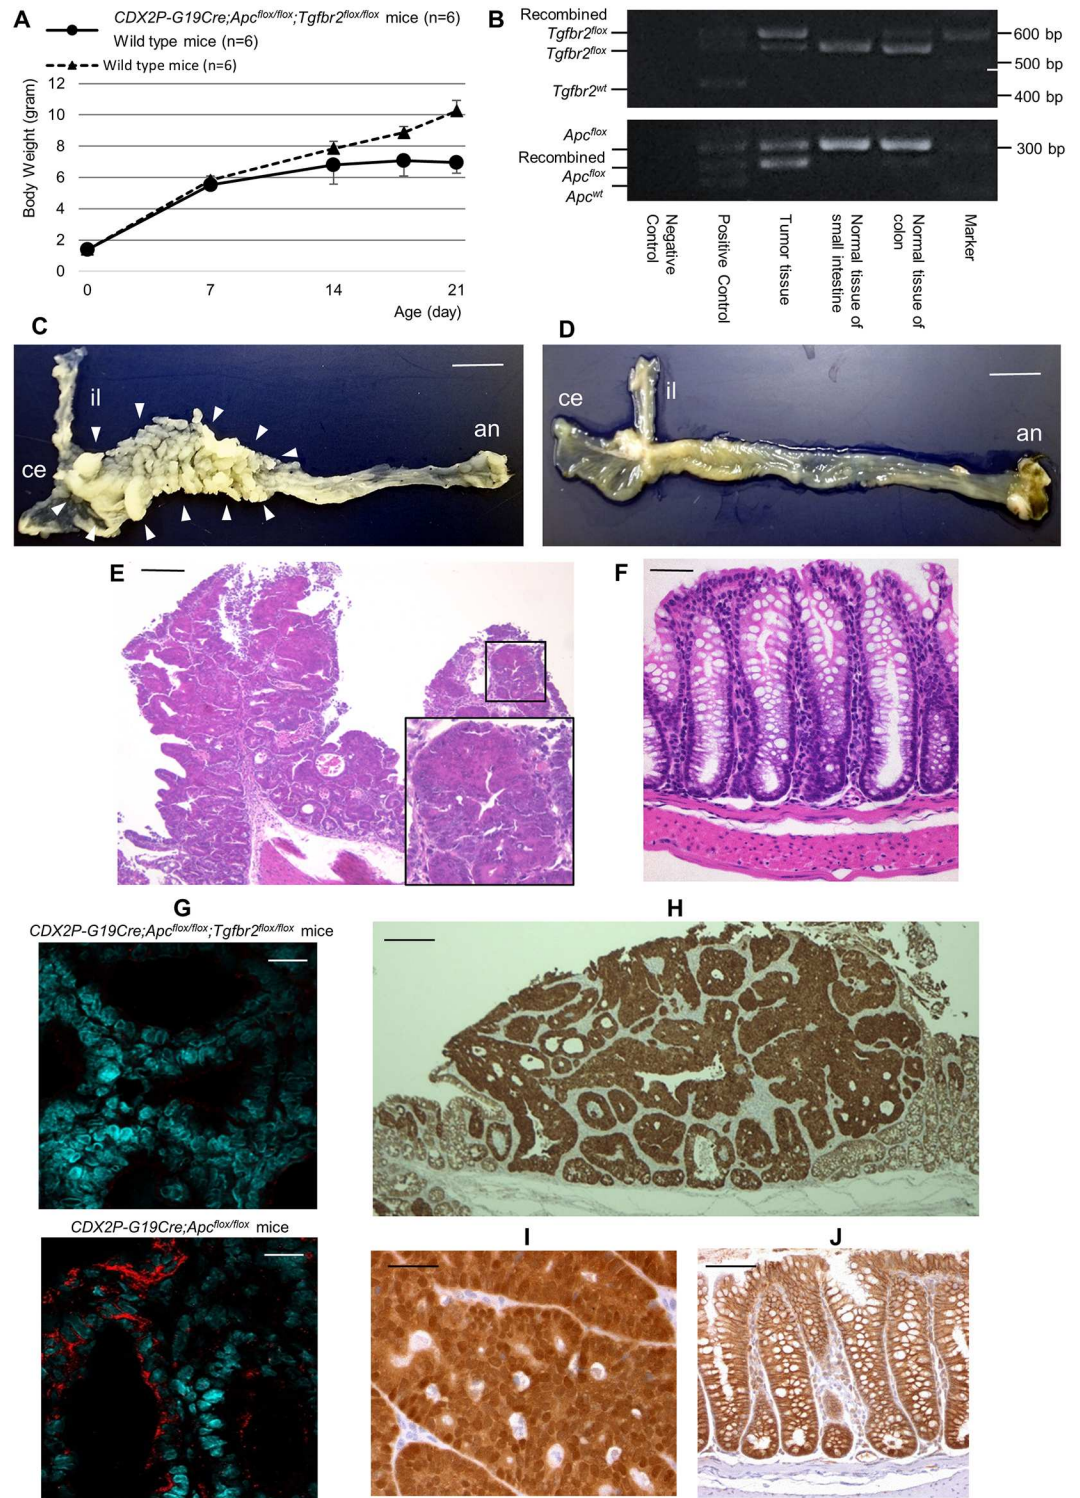 A
CDX2P-G19Cre;Apcflox/flox;Tgfbr2flox/flox mice (n=6)
Wild type mice (n=6)
Wild type mice (n=6)
Body Weight (gram)
12
10
8
6
4
2
0
0 7 14 21
Age (day)
B
Recombined
Tgfbr2flox
Tgfbr2flox
Tgfbr2wt
600 bp
500 bp
400 bp
Apcflox
Recombined
Apcflox
Apcwt
300 bp
Negative
Control
Positive Control
Tumor tissue
Normal tissue of
small intestine
Normal tissue of
colon
Marker
C
il
ce
an
D
ce
il
an
E
F
G
CDX2P-G19Cre;Apcflox/flox;Tgfbr2flox/flox mice
CDX2P-G19Cre;Apcflox/flox mice
H
I
J